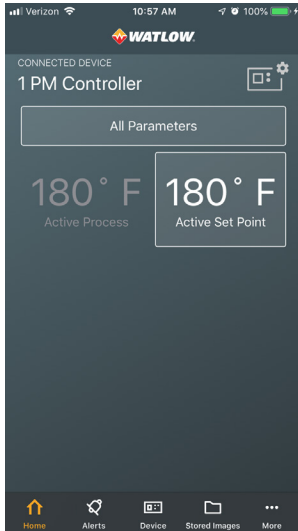 Verizon 10:57 AM 100%
WATLOW.
CONNECTED DEVICE
1 PM Controller
All Parameters
180° F 180° F
Active Process Active Set Point
Home Alerts Device Stored Images More